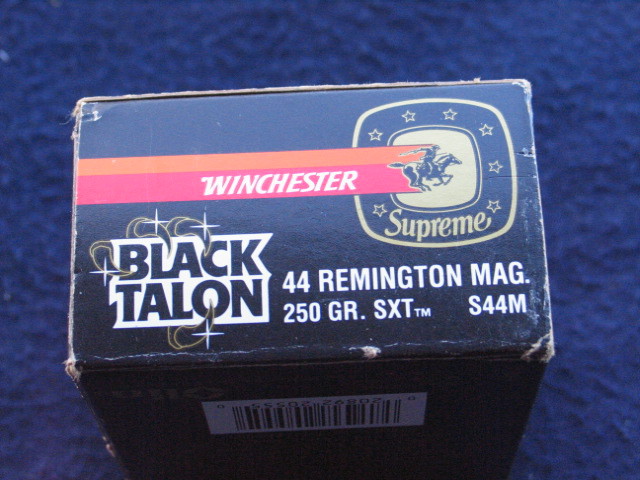 WINCHESTER
Supreme
BLACK
TALON
44 REMINGTON MAG.
250 GR. SXT™ S44M